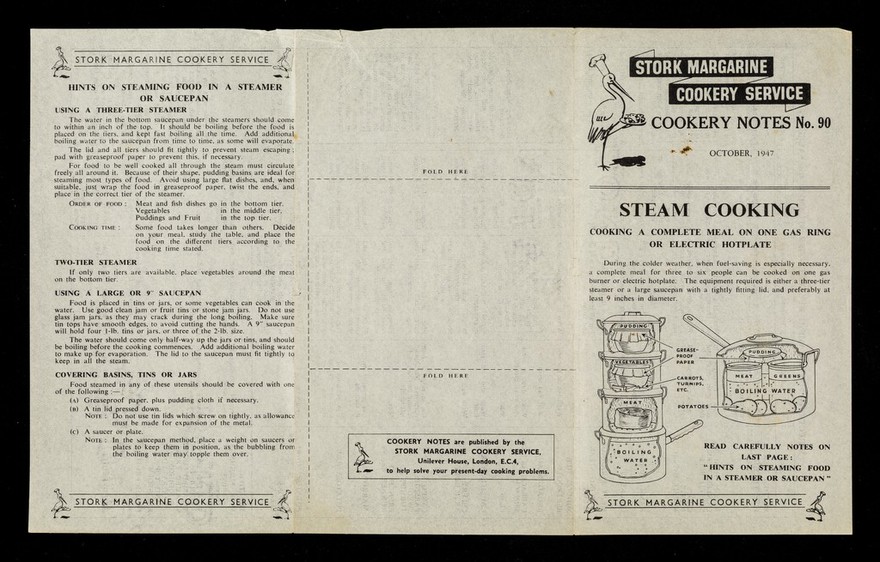 STORK MARGARINE COOKERY SERVICE
HINTS ON STEAMING FOOD IN A STEAMER
OR SAUCEPAN
USING A THREE-TIER STEAMER
The water in the bottom saucepan under the steamers should come
to within an inch of the top. It should be boiling before the food is
placed on the tiers, and kept fast boiling all the time. Add additional
boiling water to the saucepan from time to time, as some will evaporate.
The lid and all tiers should fit tightly to prevent steam escaping;
pad with greaseproof paper to prevent this, if necessary.
For food to be well cooked all through the steam must circulate
freely all around it. Because of their shape, pudding basins are ideal for
steaming most types of food. Avoid using large flat dishes, and, when
suitable, just wrap the food in greaseproof paper, twist the ends, and
place in the correct tier of the steamer.
ORDER OF FOOD : Meat and fish dishes go in the bottom tier.
Vegetables in the middle tier.
Puddings and Fruit in the top tier.
COOKING TIME : Some food takes longer than others. Decide
on your meal, study the table, and place the
food on the different tiers according to the
cooking time stated.
TWO-TIER STEAMER
If only two tiers are available, place vegetables around the meat
on the bottom tier.
USING A LARGE OR 9" SAUCEPAN
Food is placed in tins or jars, or some vegetables can cook in the
water. Use good clean jam or fruit tins or stone jam jars. Do not use
glass jam jars, as they may crack during the long boiling. Make sure
tin tops have smooth edges, to avoid cutting the hands. A 9" saucepan
will hold four 1-lb. tins or jars, or three of the 2-lb. size.
The water should come only half-way up the jars or tins, and should
be boiling before the cooking commences. Add additional boiling water
to make up for evaporation. The lid to the saucepan must fit tightly to
keep in all the steam.
COVERING BASINS, TINS OR JARS
Food steamed in any of these utensils should be covered with one
of the following :—
(A) Greaseproof paper, plus pudding cloth if necessary.
(B) A tin lid pressed down.
NOTE : Do not use tin lids which screw on tightly, as allowance
must be made for expansion of the metal.
(C) A saucer or plate.
NOTE : In the saucepan method, place a weight on saucers or
plates to keep them in position, as the bubbling from
the boiling water may topple them over.
STORK MARGARINE COOKERY SERVICE
FOLD HERE
FOLD HERE
COOKERY NOTES are published by the
STORK MARGARINE COOKERY SERVICE,
Unilever House, London, E.C.4,
to help solve your present-day cooking problems.
STORK MARGARINE
COOKERY SERVICE
COOKERY NOTES No. 90
OCTOBER, 1947
STEAM COOKING
COOKING A COMPLETE MEAL ON ONE GAS RING
OR ELECTRIC HOTPLATE
During the colder weather, when fuel-saving is especially necessary,
a complete meal for three to six people can be cooked on one gas
burner or electric hotplate. The equipment required is either a three-tier
steamer or a large saucepan with a tightly fitting lid, and preferably at
least 9 inches in diameter.
PUDDING
VEGETABLES
MEAT
BOILING
WATER
GREASE-
PROOF
PAPER
CARROTS,
TURNIPS,
ETC.
POTATOES
PUDDING
MEAT
GREENS
BOILING WATER
READ CAREFULLY NOTES ON
LAST PAGE :
"HINTS ON STEAMING FOOD
IN A STEAMER OR SAUCEPAN"
STORK MARGARINE COOKERY SERVICE